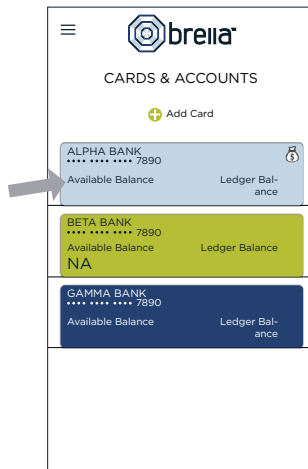 brella
CARDS & ACCOUNTS
Add Card
ALPHA BANK
•••• •••• •••• 7890
Available Balance Ledger Bal-
ance
BETA BANK
•••• •••• •••• 7890
Available Balance Ledger Balance
NA
GAMMA BANK
•••• •••• •••• 7890
Available Balance Ledger Bal-
ance